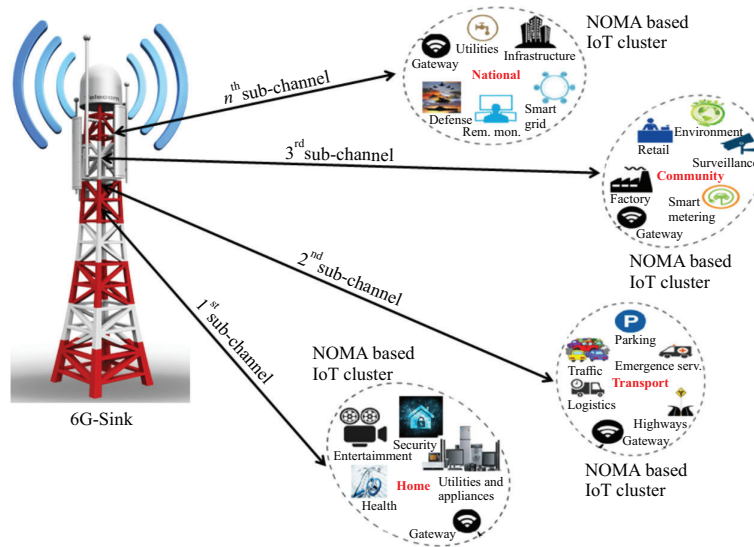 NOMA based
IoT cluster
Utilities
Infrastructure
Gateway
National
Smart
grid
Defense
Rem. mon.
nth sub-channel
elecom
3rd sub-channel
Environment
Retail
Surveillance
Community
Factory
Smart
metering
Gateway
NOMA based
IoT cluster
2nd sub-channel
1st sub-channel
P
Parking
Traffic
Emergence serv.
Transport
Logistics
Highways
Gateway
NOMA based
IoT cluster
NOMA based
IoT cluster
Security
Entertaimment
Home
Utilities and
appliances
Health
Gateway
6G-Sink